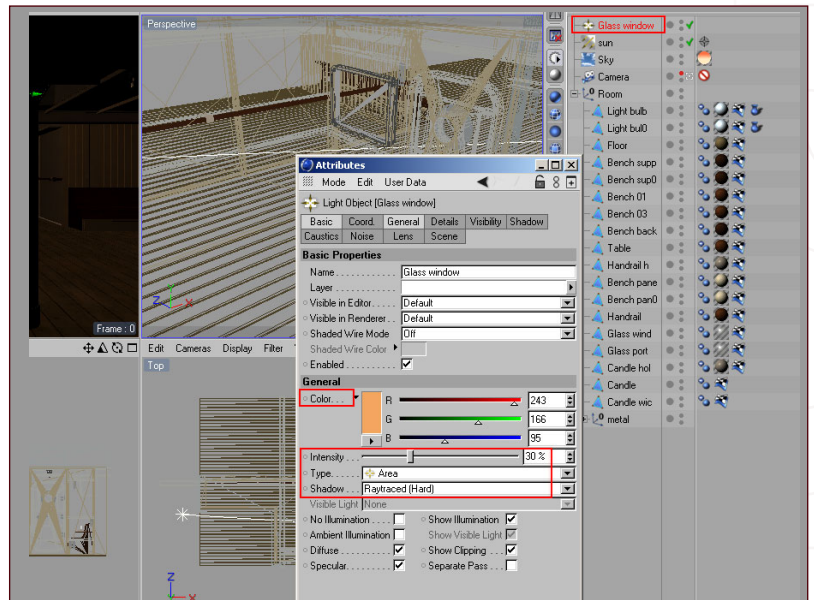 Perspective
Frame : 0
Edit Cameras Display Filter
Top
Z
X
Z
X
Attributes
Mode Edit User Data
Light Object [Glass window]
Basic Coord. General Details Visibility Shadow
Caustics Noise Lens Scene
Basic Properties
Name . . . . . . . . . . . Glass window
Layer . . . . . . . . . . .
Visible in Editor . . . . Default
Visible in Renderer . . Default
Shaded Wire Mode Off
Shaded Wire Color
Enabled . . . . . . . . .
General
Color. . . R 243
G 166
B 95
Intensity . . . 30 %
Type. . . . . Area
Shadow . . . Raytraced (Hard)
Visible Light None
No Illumination . . . . Show Illumination
Ambient Illumination Show Visible Light
Diffuse . . . . . . . . . . Show Clipping . . .
Specular. . . . . . . . . Separate Pass . . .
Glass window
sun
Sky
Camera
Room
Light bulb
Light bul0
Floor
Bench supp
Bench sup0
Bench 01
Bench 03
Bench back
Table
Handrail h
Bench pane
Bench pan0
Handrail
Glass wind
Glass port
Candle hol
Candle
Candle wic
metal